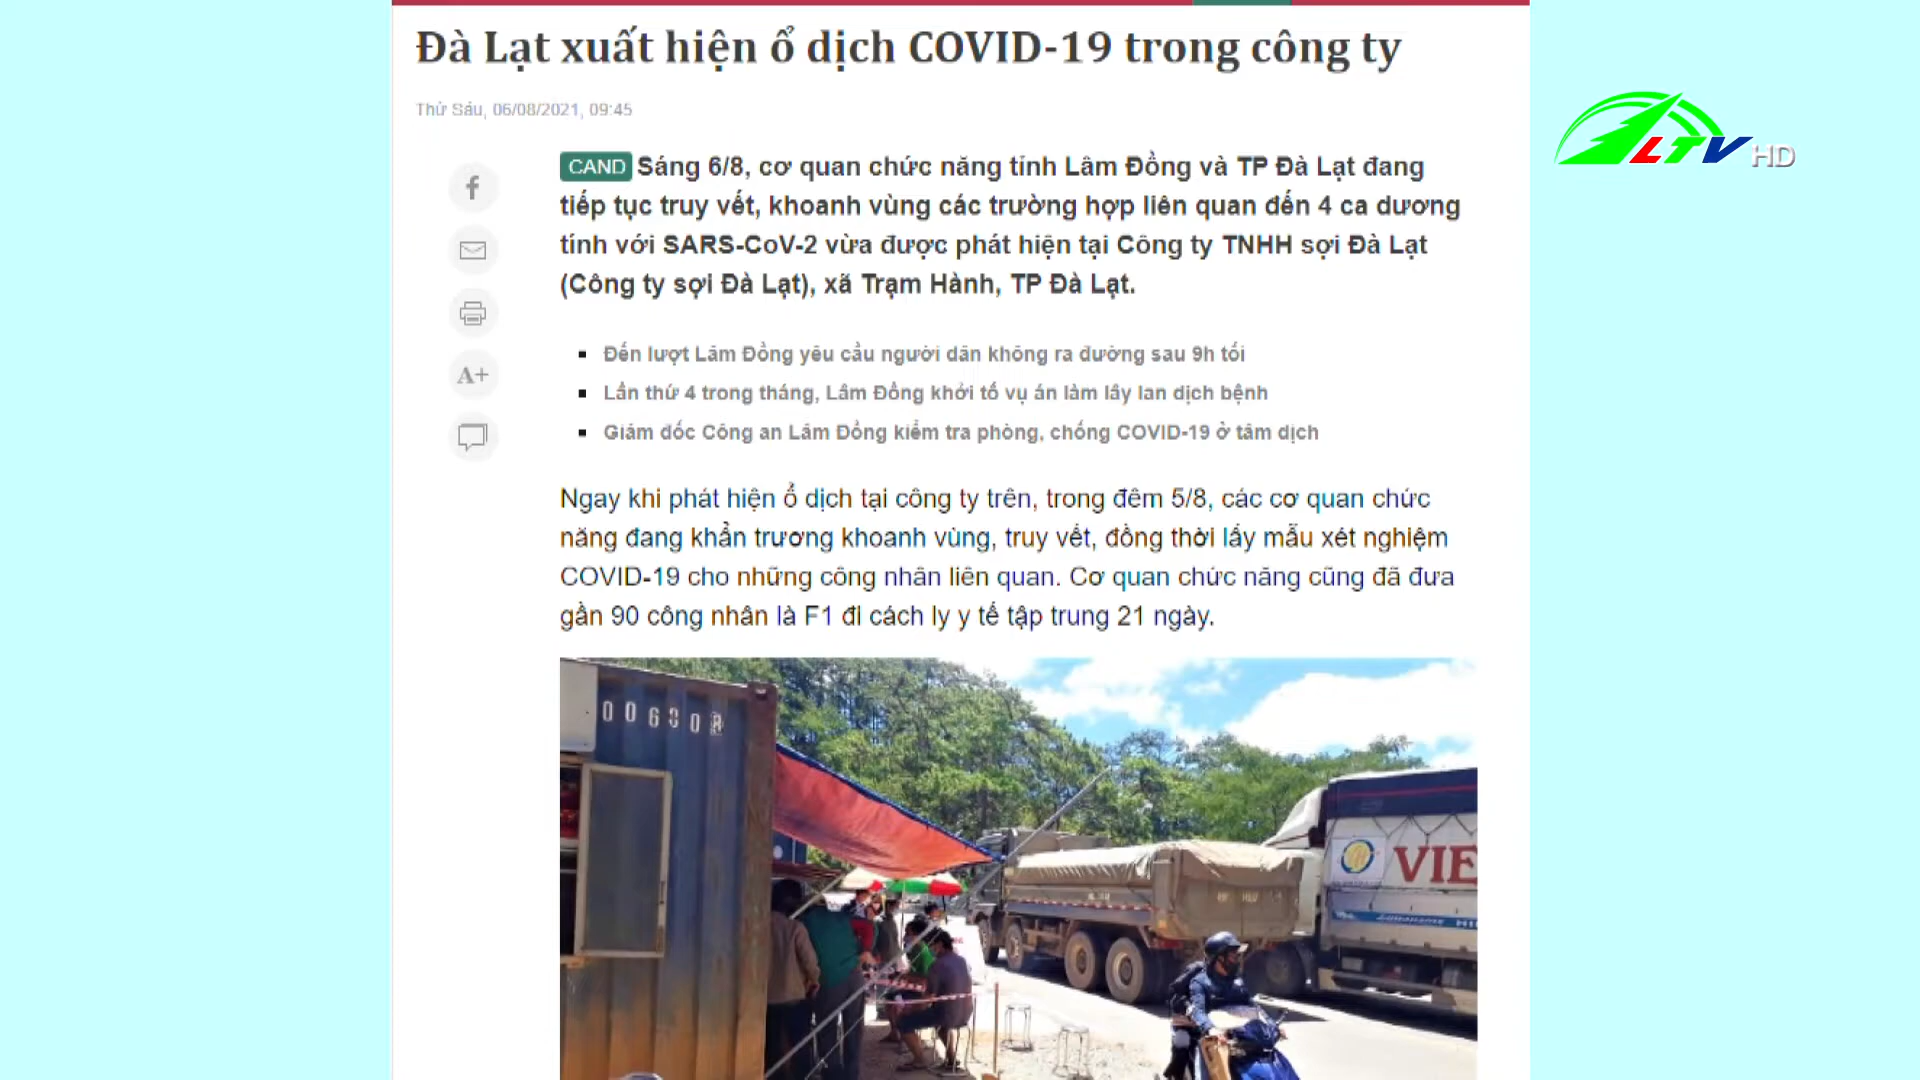 Đà Lạt xuất hiện ổ dịch COVID-19 trong công ty
Thứ Sáu, 06/08/2021, 09:45
LTV HD
CAND Sáng 6/8, cơ quan chức năng tỉnh Lâm Đồng và TP Đà Lạt đang
tiếp tục truy vết, khoanh vùng các trường hợp liên quan đến 4 ca dương
tính với SARS-CoV-2 vừa được phát hiện tại Công ty TNHH sợi Đà Lạt
(Công ty sợi Đà Lạt), xã Trạm Hành, TP Đà Lạt.
A+
▪ Đến lượt Lâm Đồng yêu cầu người dân không ra đường sau 9h tối
▪ Lần thứ 4 trong tháng, Lâm Đồng khởi tố vụ án làm lây lan dịch bệnh
▪ Giám đốc Công an Lâm Đồng kiểm tra phòng, chống COVID-19 ở tâm dịch
Ngay khi phát hiện ổ dịch tại công ty trên, trong đêm 5/8, các cơ quan chức
năng đang khẩn trương khoanh vùng, truy vết, đồng thời lấy mẫu xét nghiệm
COVID-19 cho những công nhân liên quan. Cơ quan chức năng cũng đã đưa
gần 90 công nhân là F1 đi cách ly y tế tập trung 21 ngày.
VIE